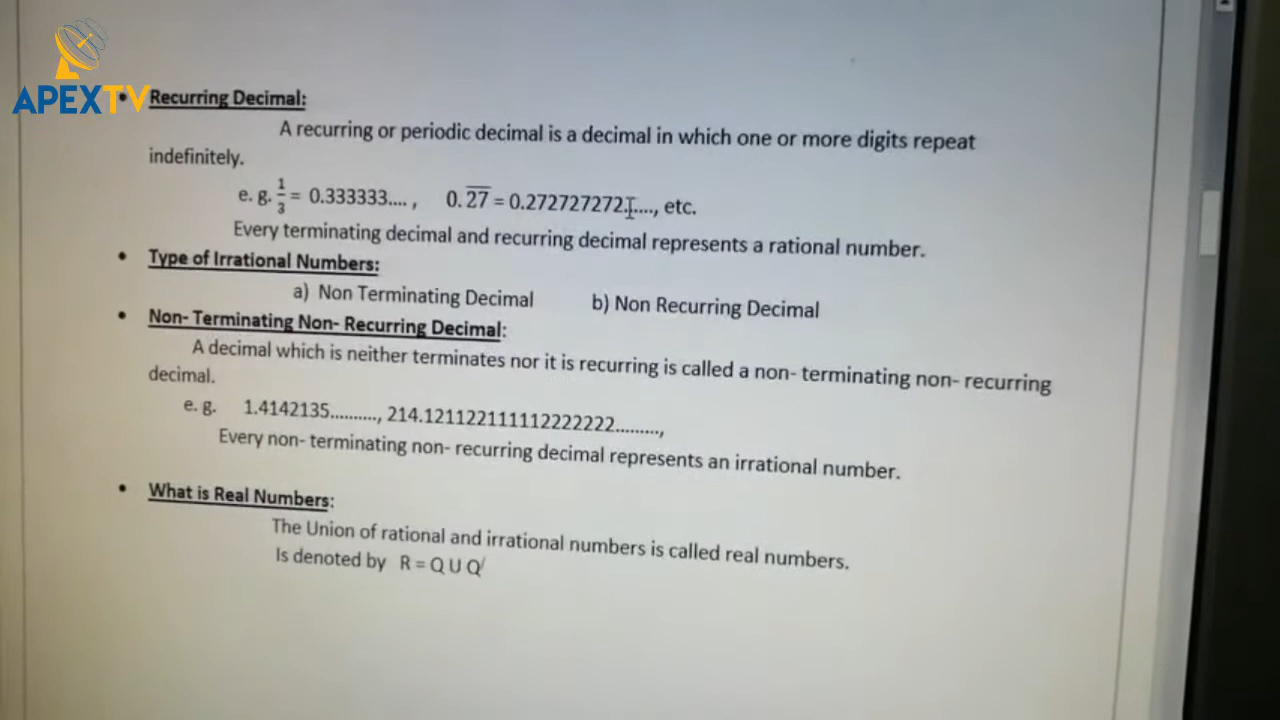 APEXTV
• Recurring Decimal:
A recurring or periodic decimal is a decimal in which one or more digits repeat
indefinitely.
e. g. 1/3 = 0.333333.... , 0. 2̅7̅ = 0.272727272....., etc.
Every terminating decimal and recurring decimal represents a rational number.
• Type of Irrational Numbers:
a) Non Terminating Decimal b) Non Recurring Decimal
• Non- Terminating Non- Recurring Decimal:
A decimal which is neither terminates nor it is recurring is called a non- terminating non- recurring
decimal.
e. g. 1.4142135.........., 214.121122111112222222.........,
Every non- terminating non- recurring decimal represents an irrational number.
• What is Real Numbers:
The Union of rational and irrational numbers is called real numbers.
Is denoted by R = Q U Q/